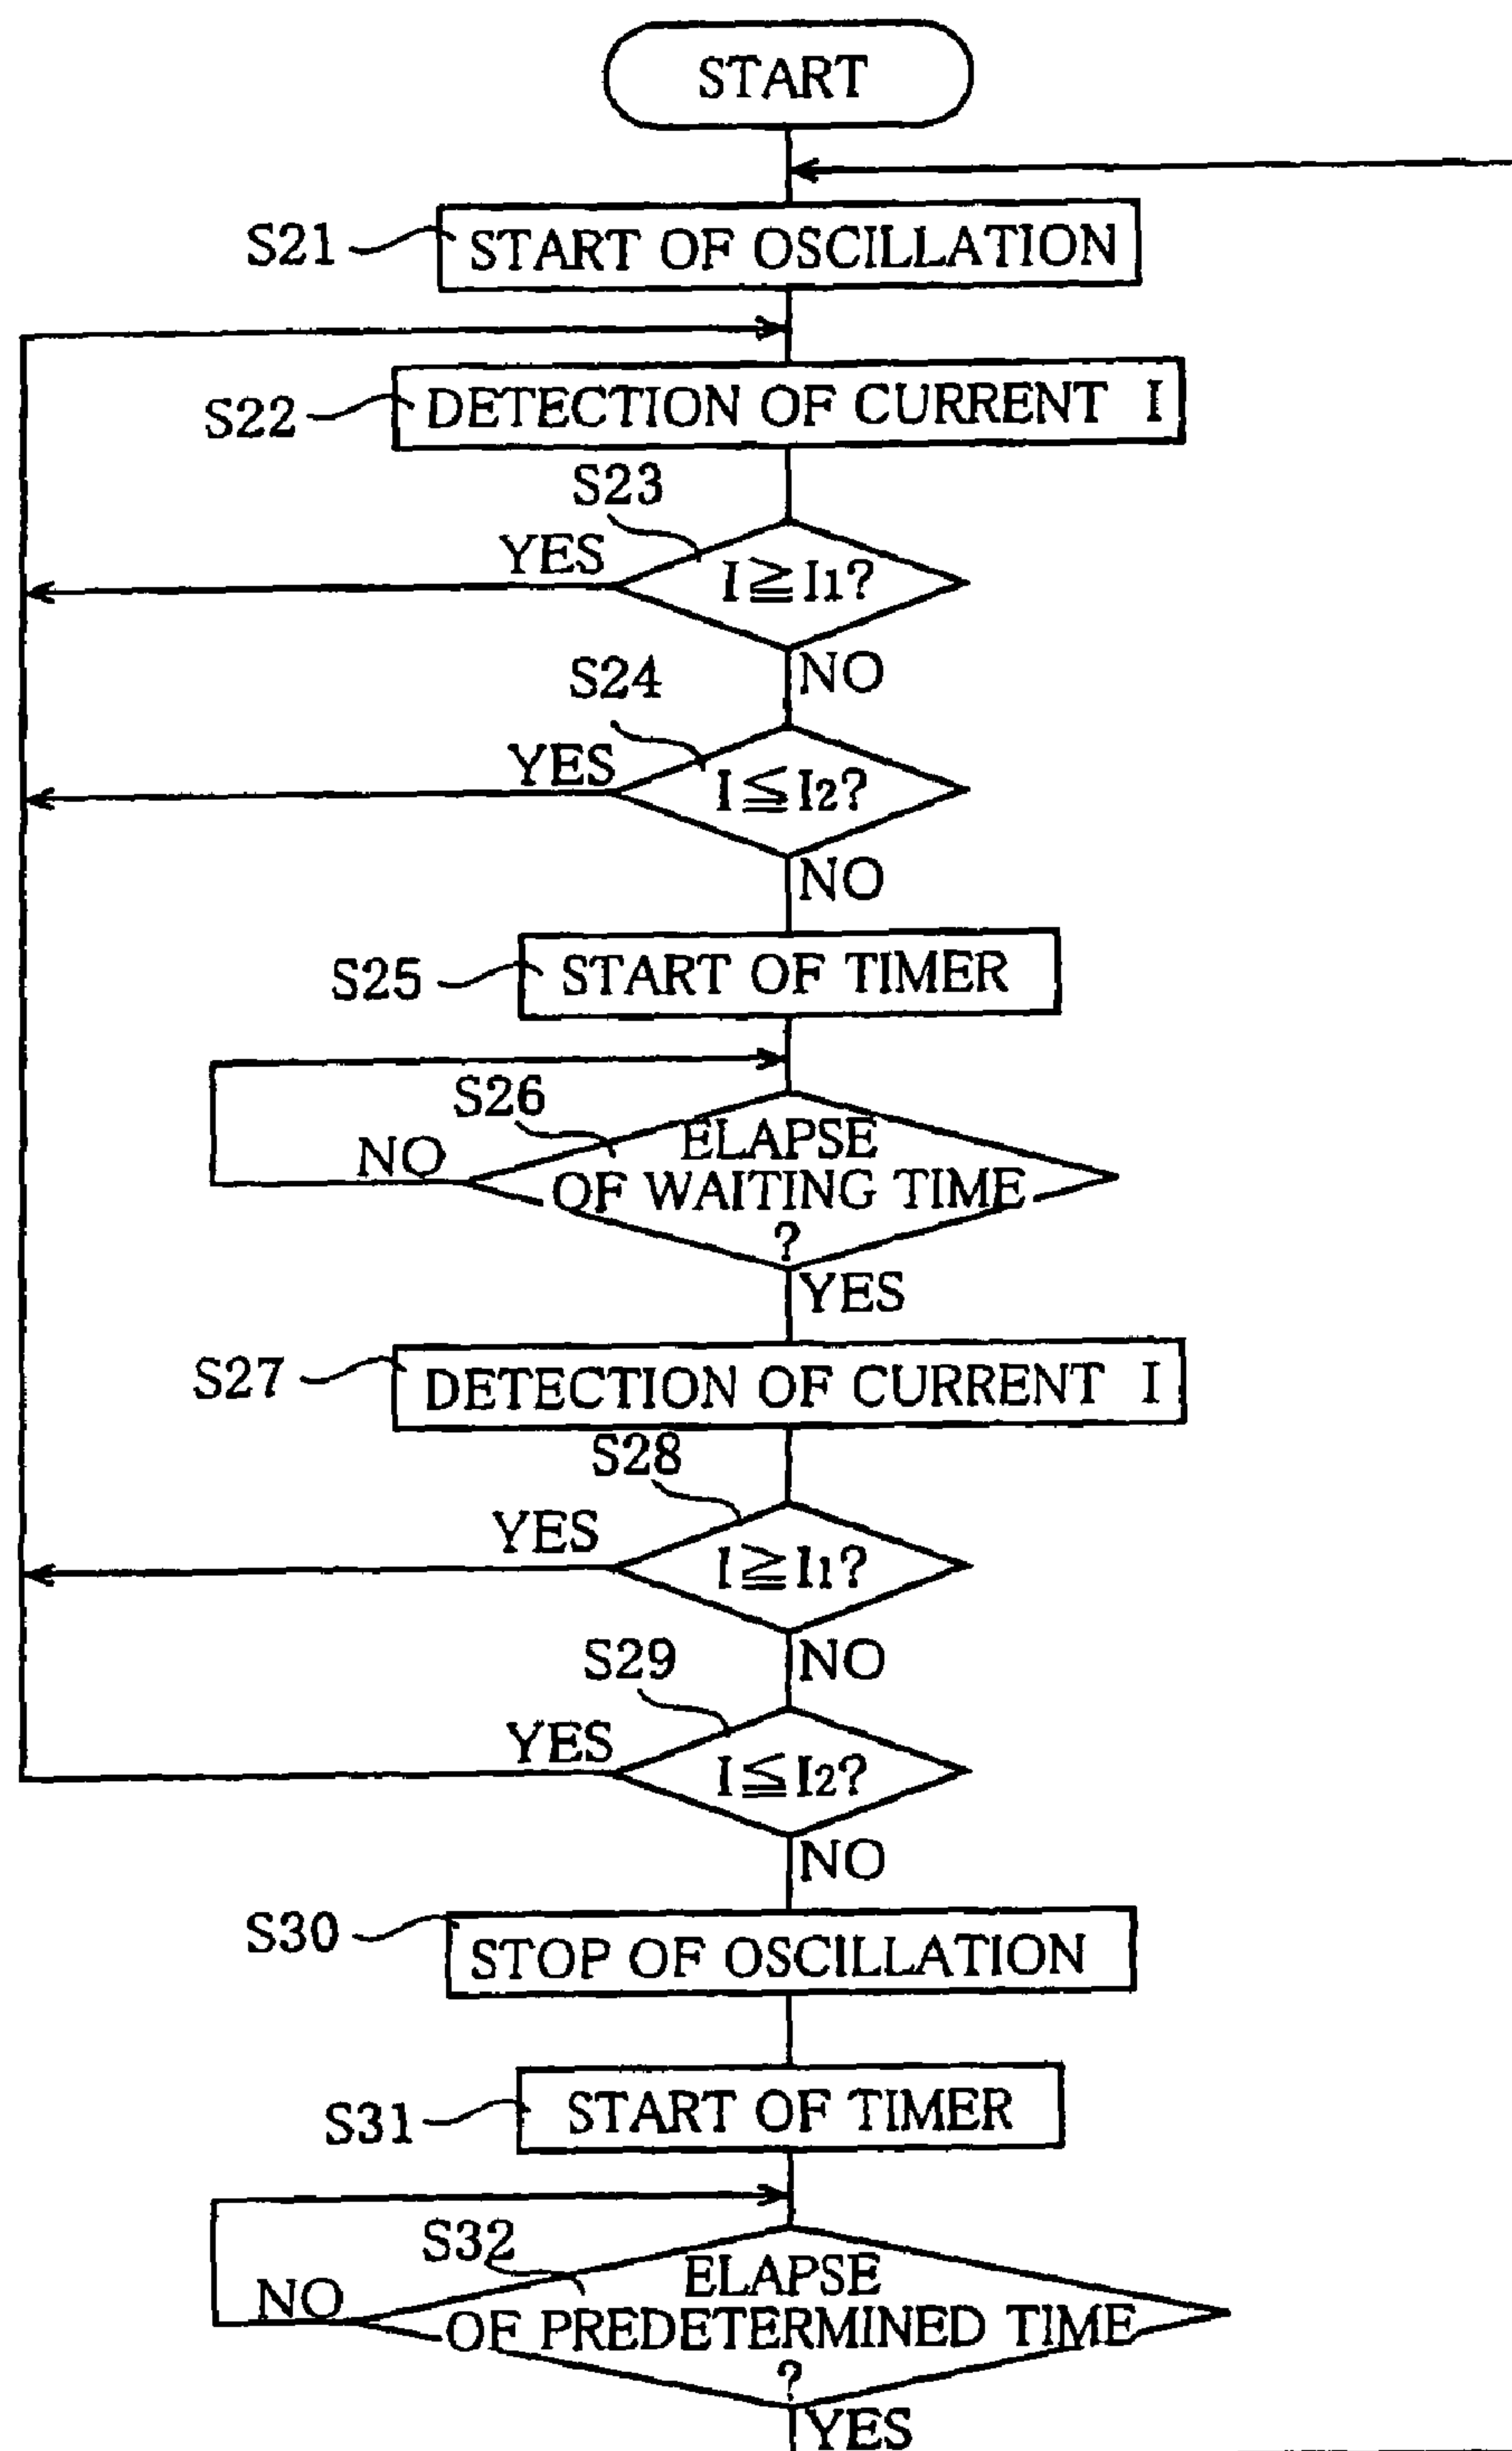 START
S21
START OF OSCILLATION
S22
DETECTION OF CURRENT I
S23
YES
I≧I1?
NO
S24
YES
I≦I2?
NO
S25
START OF TIMER
S26
NO
ELAPSE
OF WAITING TIME
?
YES
S27
DETECTION OF CURRENT I
S28
YES
I≧I1?
NO
S29
YES
I≦I2?
NO
S30
STOP OF OSCILLATION
S31
START OF TIMER
S32
NO
ELAPSE
OF PREDETERMINED TIME
?
YES